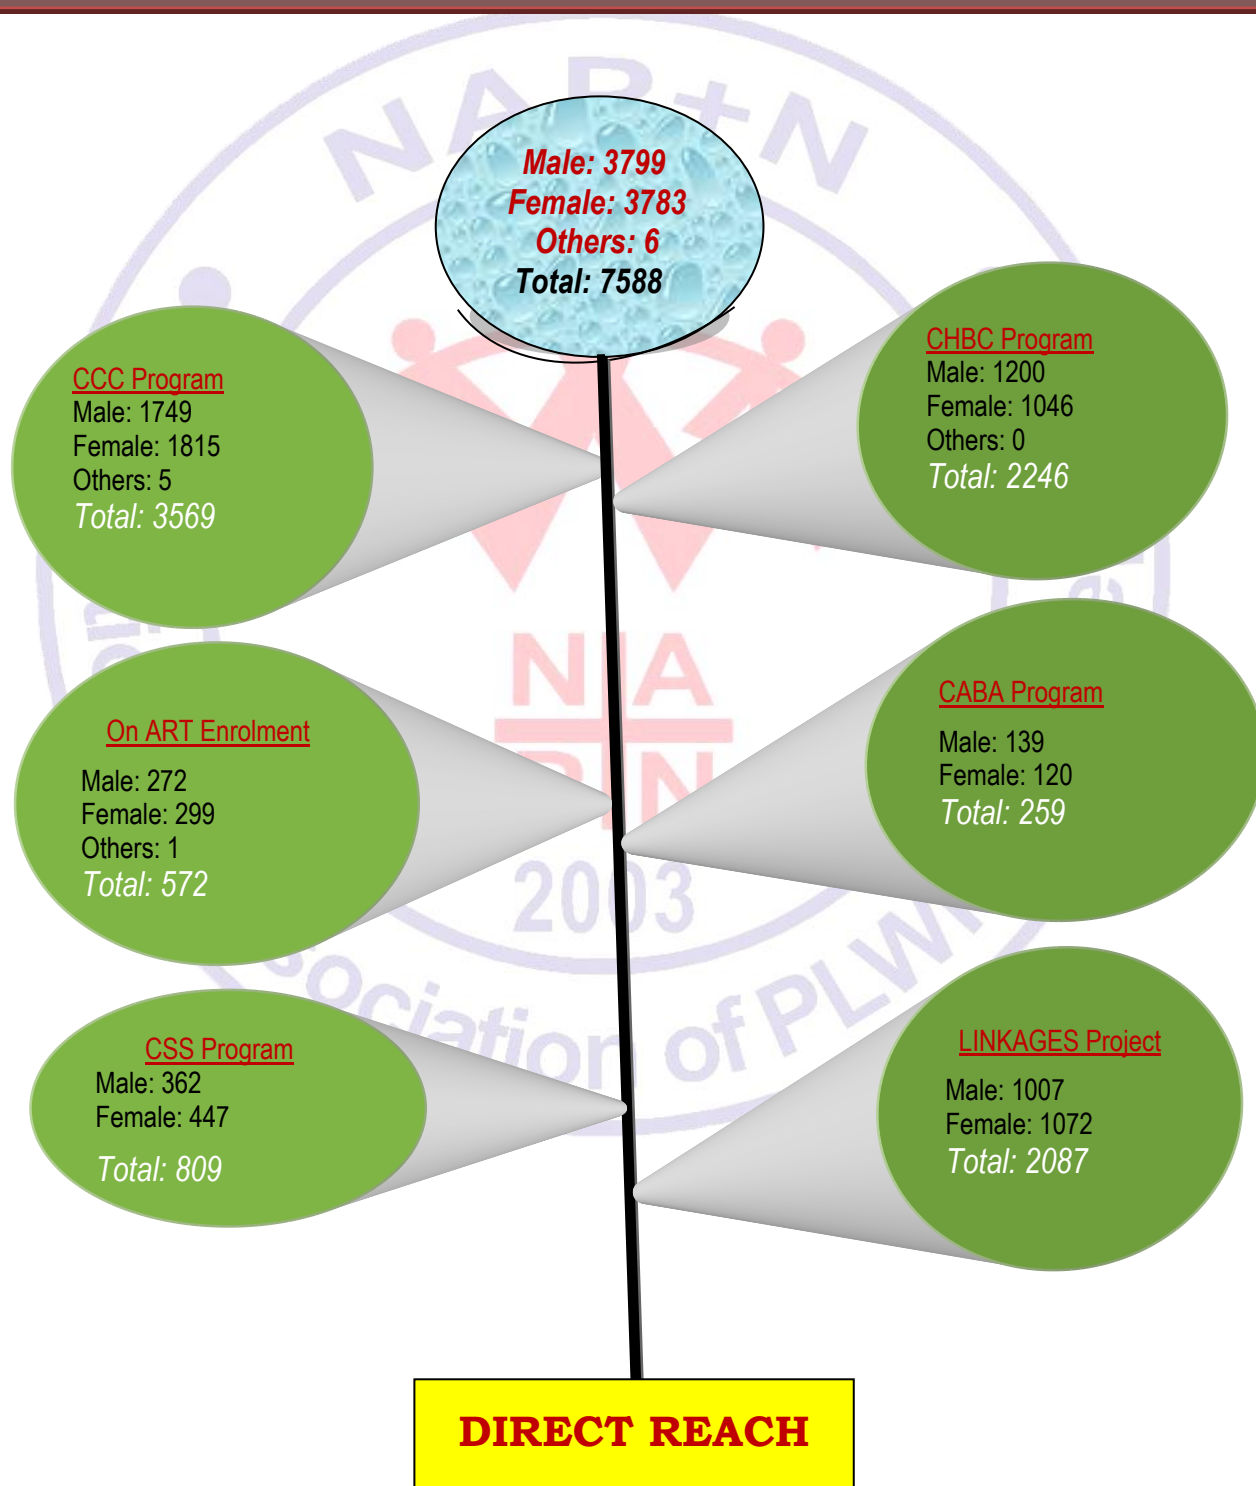 NAP+N
Male: 3799
Female: 3783
Others: 6
Total: 7588
CCC Program
Male: 1749
Female: 1815
Others: 5
Total: 3569
CHBC Program
Male: 1200
Female: 1046
Others: 0
Total: 2246
On ART Enrolment
Male: 272
Female: 299
Others: 1
Total: 572
CABA Program
Male: 139
Female: 120
Total: 259
CSS Program
Male: 362
Female: 447
Total: 809
LINKAGES Project
Male: 1007
Female: 1072
Total: 2087
N A
P N
2003
of
DIRECT REACH